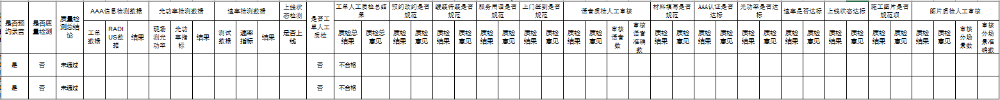 是否预约录音 是否质量检测 质量检测总结论 AAA信息检测数据 光功率检测数据 速率检测数据 上线状态检测 是否工单人工质检 工单人工质检总结果 预约改约是否规范 缓装待装是否规范 服务用语是否规范 上门签到是否规范 语音质检人工审核 材料填写是否规范 AAA认证是否达标 光功率是否达标 速率是否达标 上线状态达标 施工图片是否规范项 图片质检人工审核
工单数据 RADIUS数据 结果 现场测光功率 光功率指标 结果 测试数据 速率指标 结果 是否上线 质检总结果 质检总意见 质检结果 质检意见 质检结果 质检意见 质检结果 质检意见 质检结果 质检意见 质检结果 质检意见 审核语音数 审核语音准确数 质检结果 质检意见 质检结果 质检意见 质检结果 质检意见 质检结果 质检意见 质检结果 质检意见 质检结果 质检意见 质检结果 质检意见 审核分场景数 审核分场景准确数
是 否 未通过 否 不合格
是 否 未通过 否 不合格